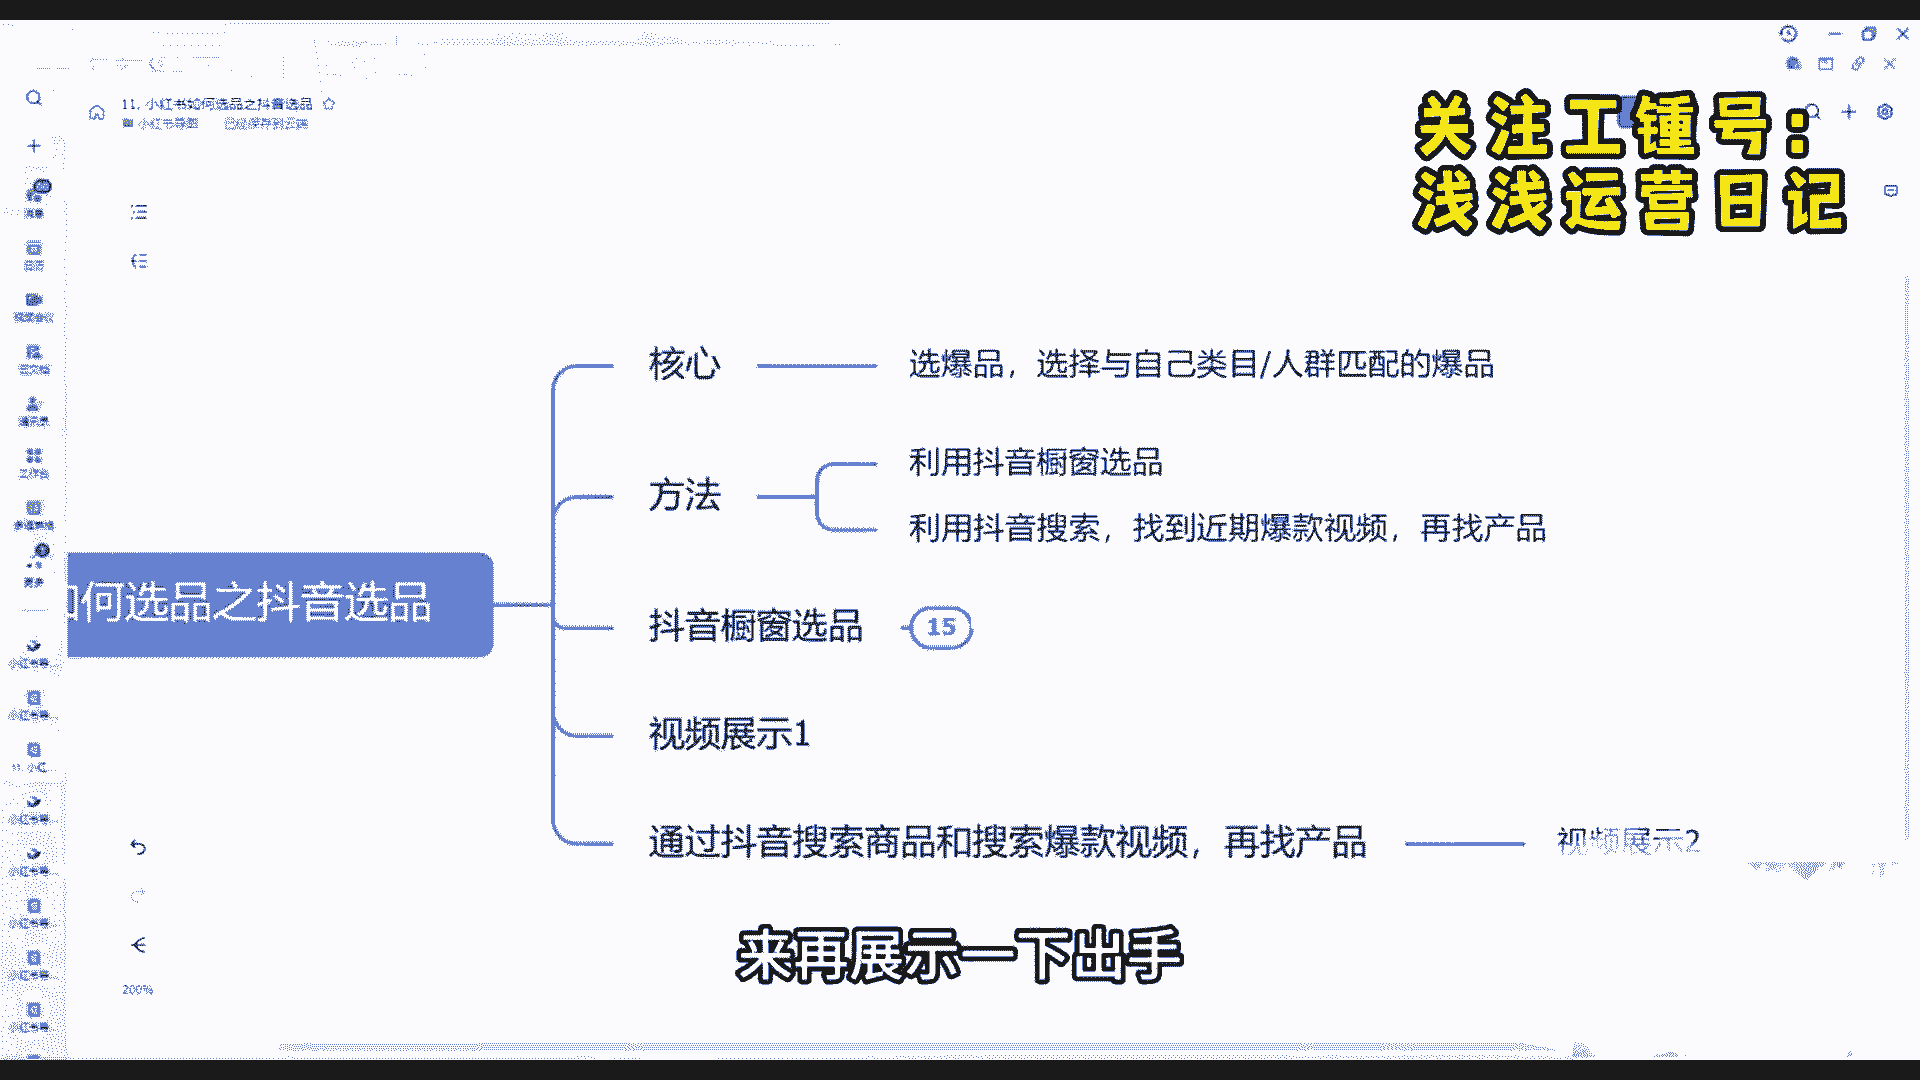 11. 小红书如何选品之抖音选品
小红书导图 已经保存到云端
关注工锺号：
浅浅运营日记
核心
选爆品，选择与自己类目/人群匹配的爆品
方法
利用抖音橱窗选品
利用抖音搜索，找到近期爆款视频，再找产品
如何选品之抖音选品
抖音橱窗选品
15
视频展示1
通过抖音搜索商品和搜索爆款视频，再找产品
视频展示2
来再展示一下出手
200%